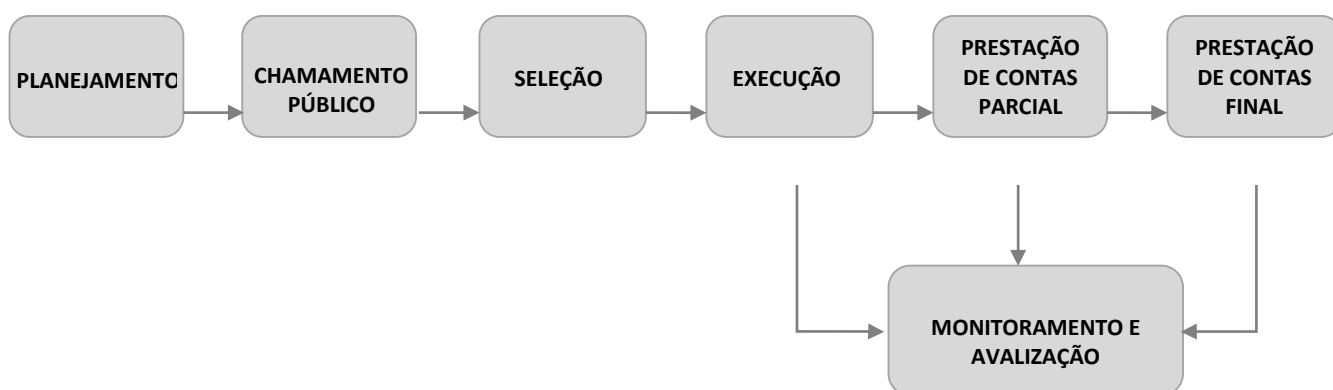 PLANEJAMENTO
CHAMAMENTO
PÚBLICO
SELEÇÃO
EXECUÇÃO
PRESTAÇÃO
DE CONTAS
PARCIAL
PRESTAÇÃO
DE CONTAS
FINAL
MONITORAMENTO E
AVALIZAÇÃO